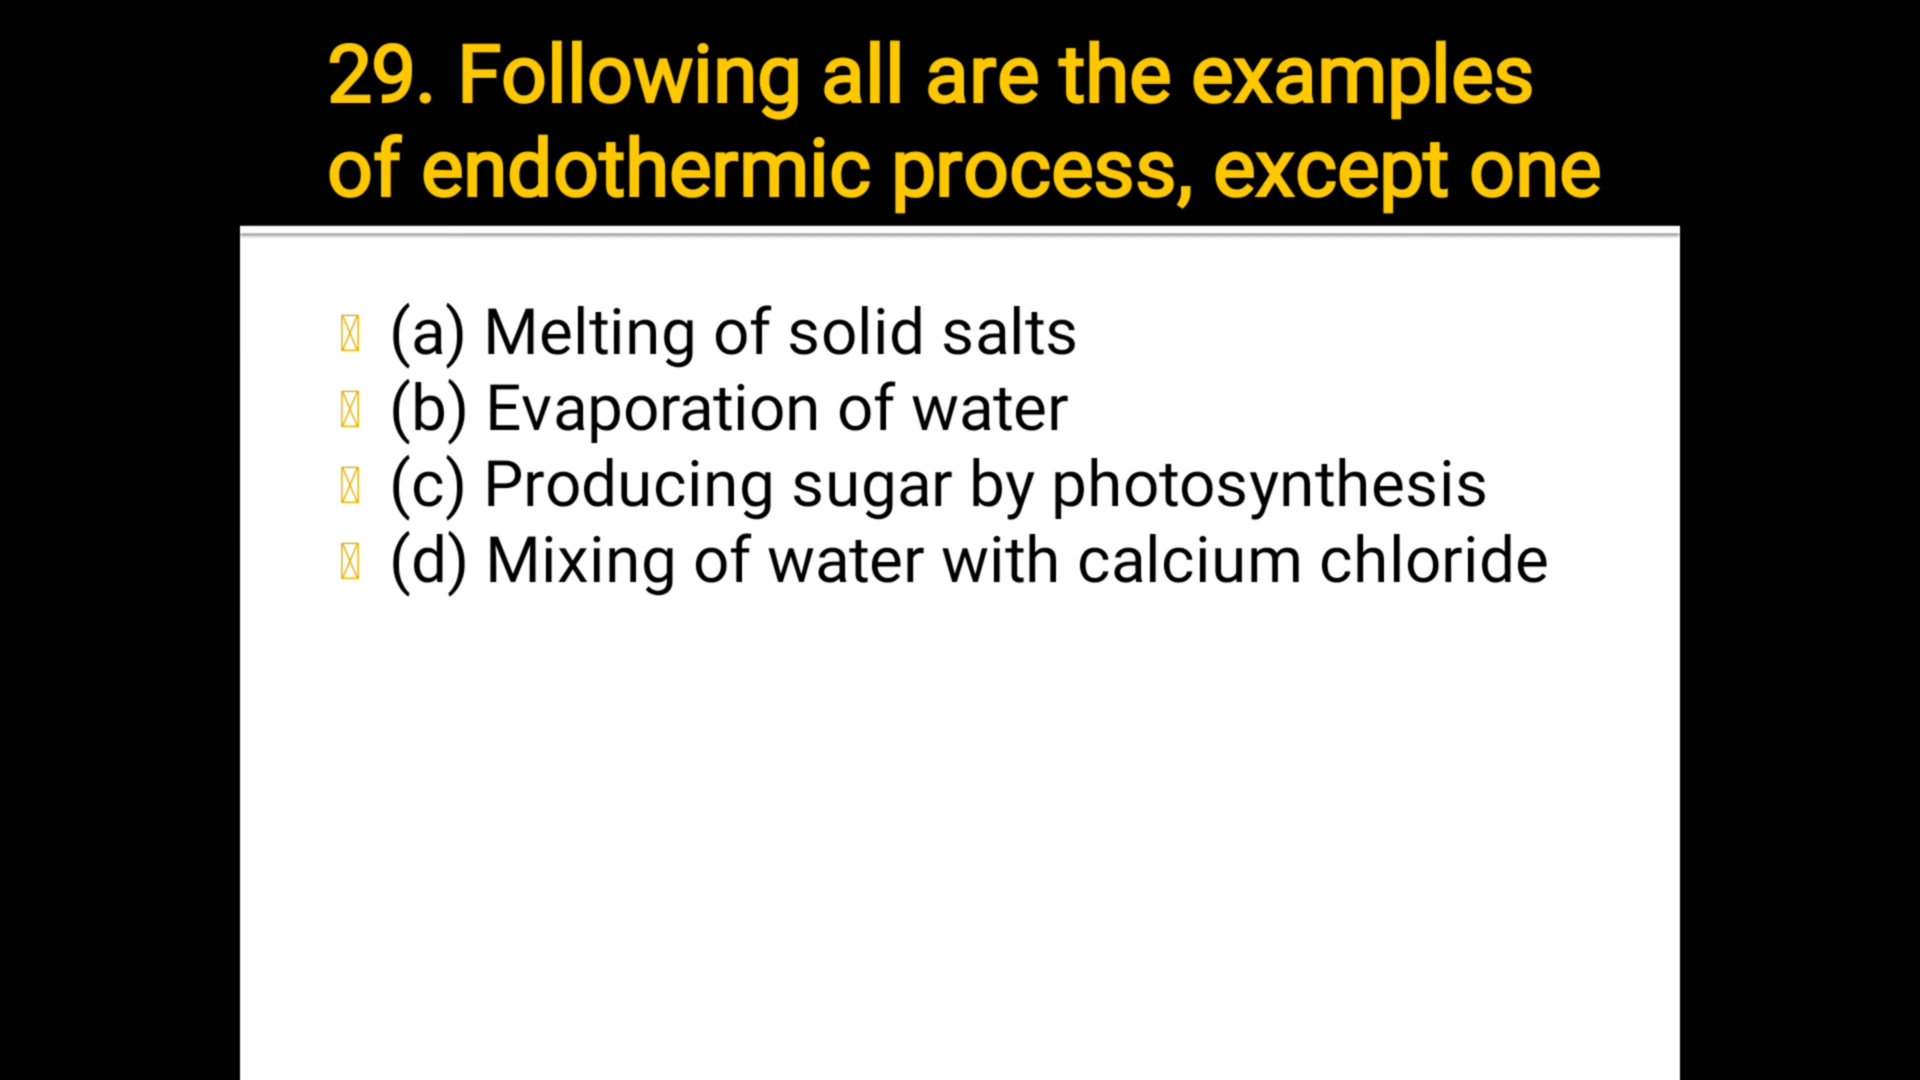 29. Following all are the examples
of endothermic process, except one
(a) Melting of solid salts
(b) Evaporation of water
(c) Producing sugar by photosynthesis
(d) Mixing of water with calcium chloride